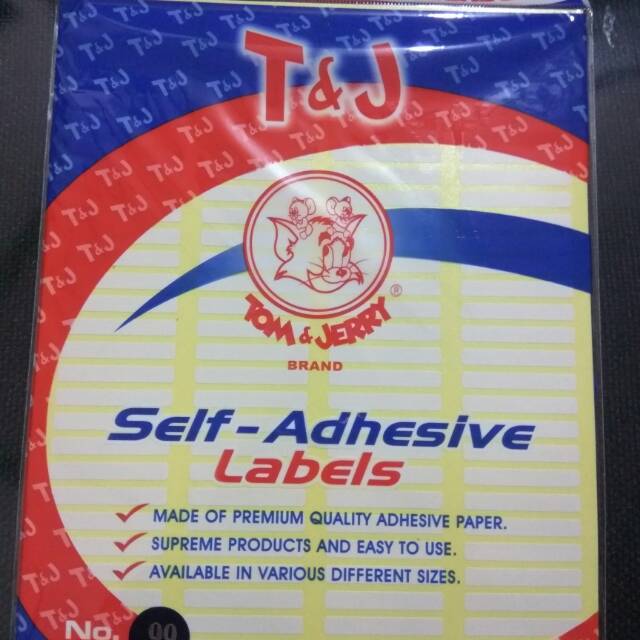 T&J
TOM & JERRY ®
BRAND
Self-Adhesive
Labels
MADE OF PREMIUM QUALITY ADHESIVE PAPER.
SUPREME PRODUCTS AND EASY TO USE.
AVAILABLE IN VARIOUS DIFFERENT SIZES.
No.